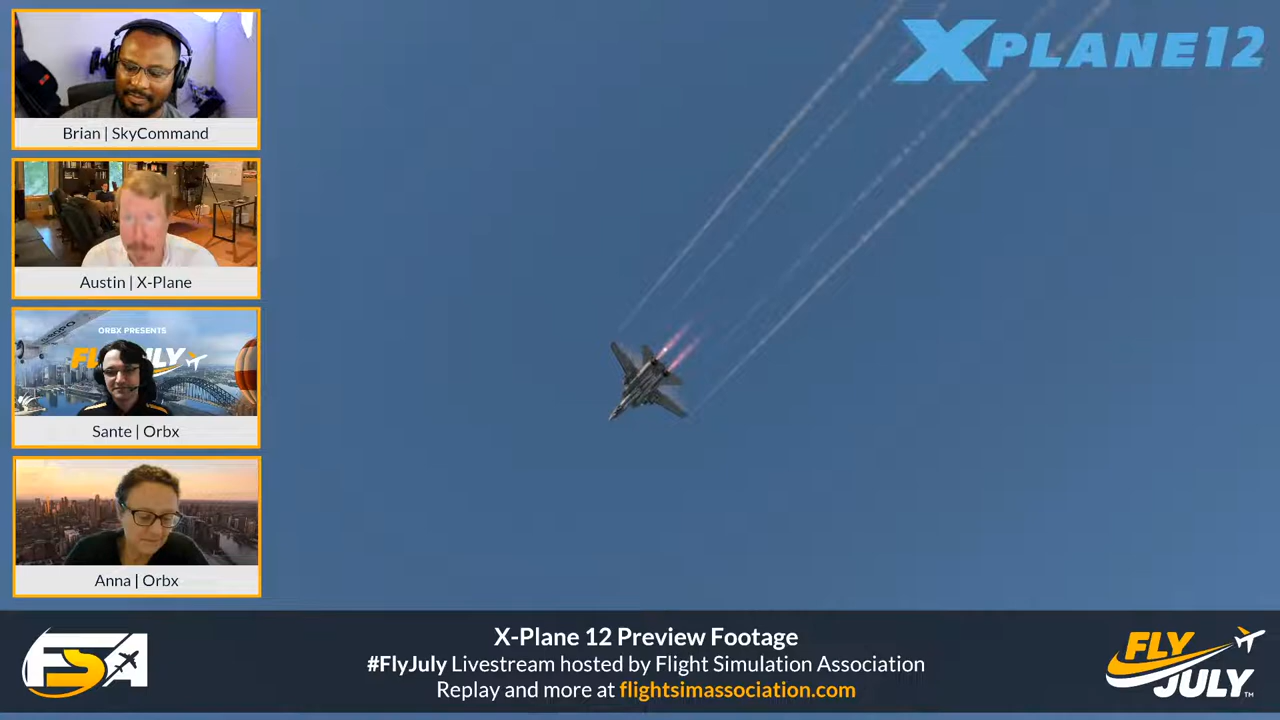 XPLANE12
Brian | SkyCommand
Austin | X-Plane
ORBX PRESENTS
Sante | Orbx
Anna | Orbx
FSA
X-Plane 12 Preview Footage
#FlyJuly Livestream hosted by Flight Simulation Association
Replay and more at flightsimassociation.com
FLY
JULY™